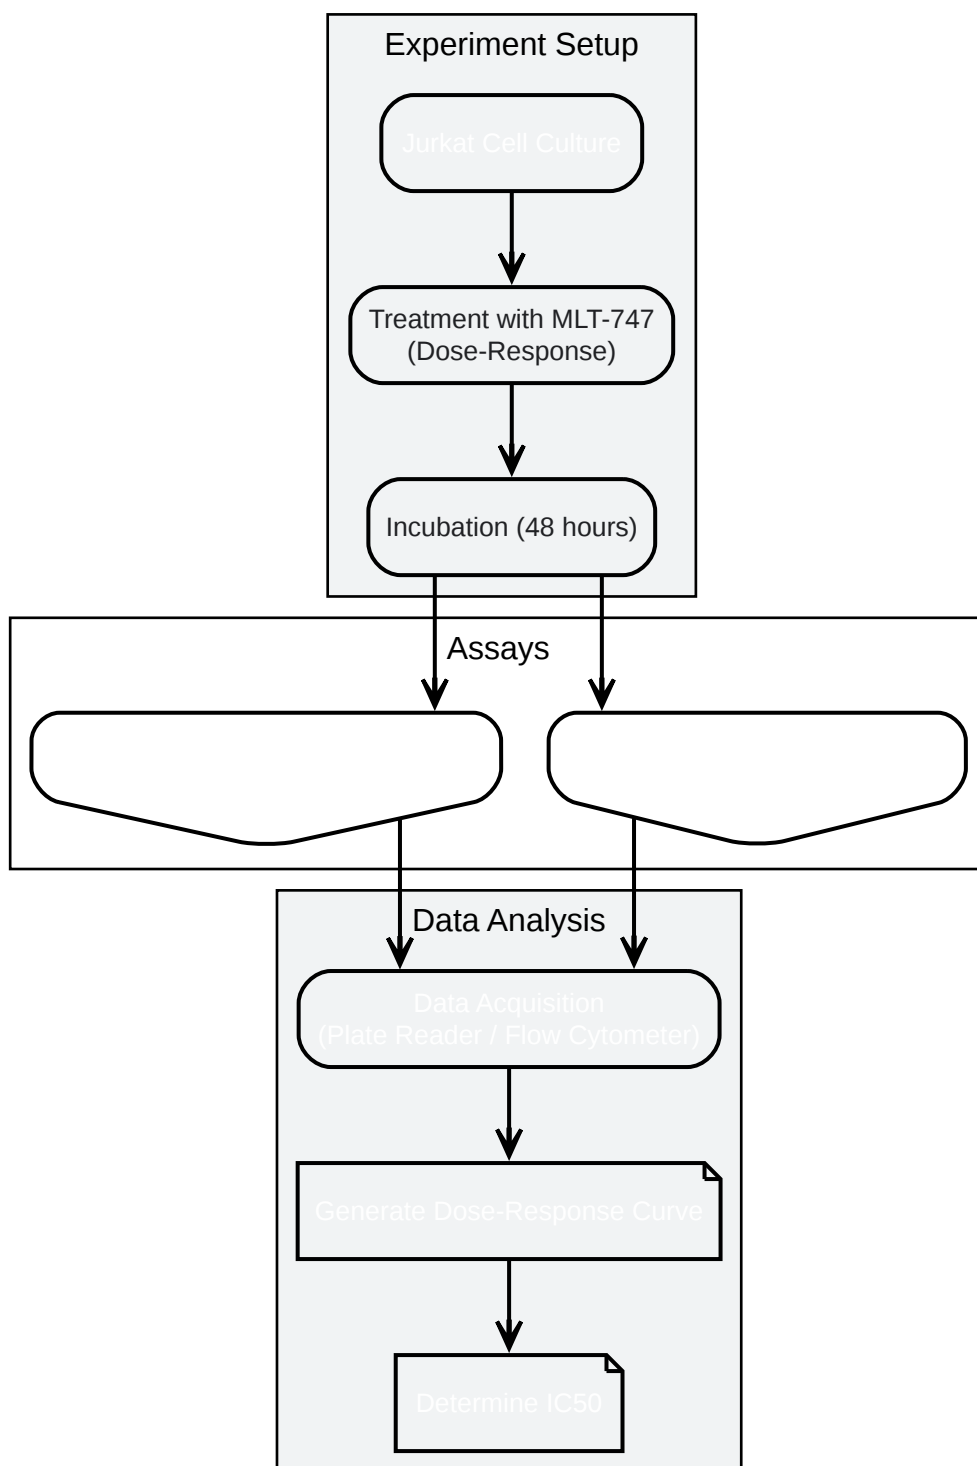 Experiment Setup
Jurkat Cell Culture
Treatment with MLT-747
(Dose-Response)
Incubation (48 hours)
Assays
Data Analysis
Data Acquisition
(Plate Reader / Flow Cytometer)
Generate Dose-Response Curve
Determine IC50